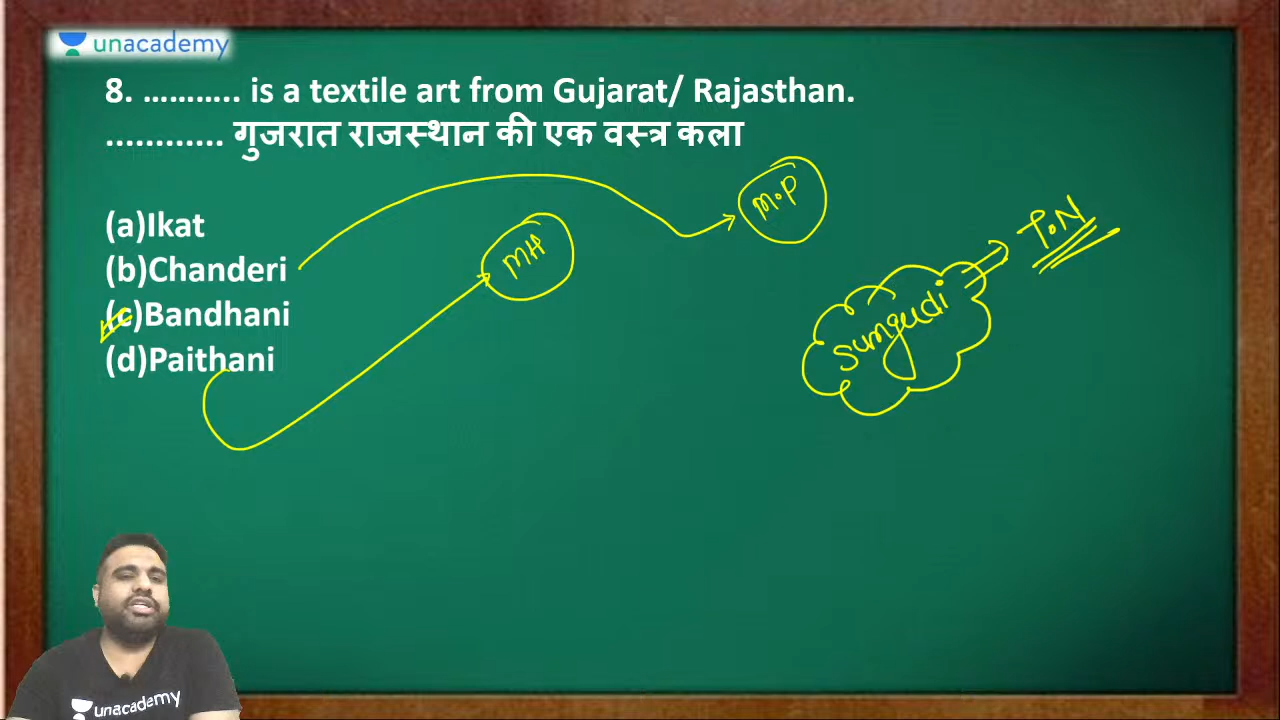 unacademy
8. ……….. is a textile art from Gujarat/ Rajasthan.
............ गुजरात राजस्थान की एक वस्त्र कला
(a)Ikat
(b)Chanderi
(c)Bandhani
(d)Paithani
M.P
MH
Sumgudi
T.N
unacademy